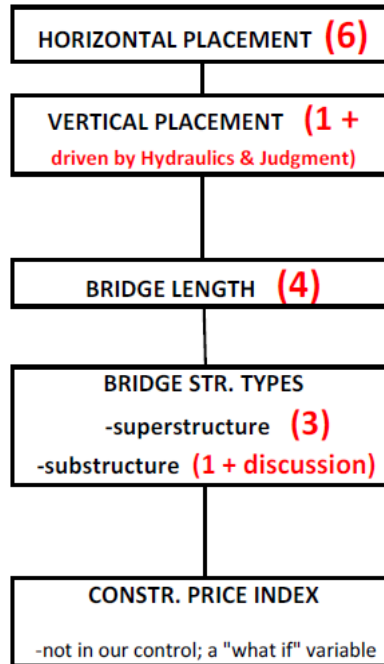 HORIZONTAL PLACEMENT (6)
VERTICAL PLACEMENT (1 +
driven by Hydraulics & Judgment)
BRIDGE LENGTH (4)
BRIDGE STR. TYPES
-superstructure (3)
-substructure (1 + discussion)
CONSTR. PRICE INDEX
-not in our control; a "what if" variable